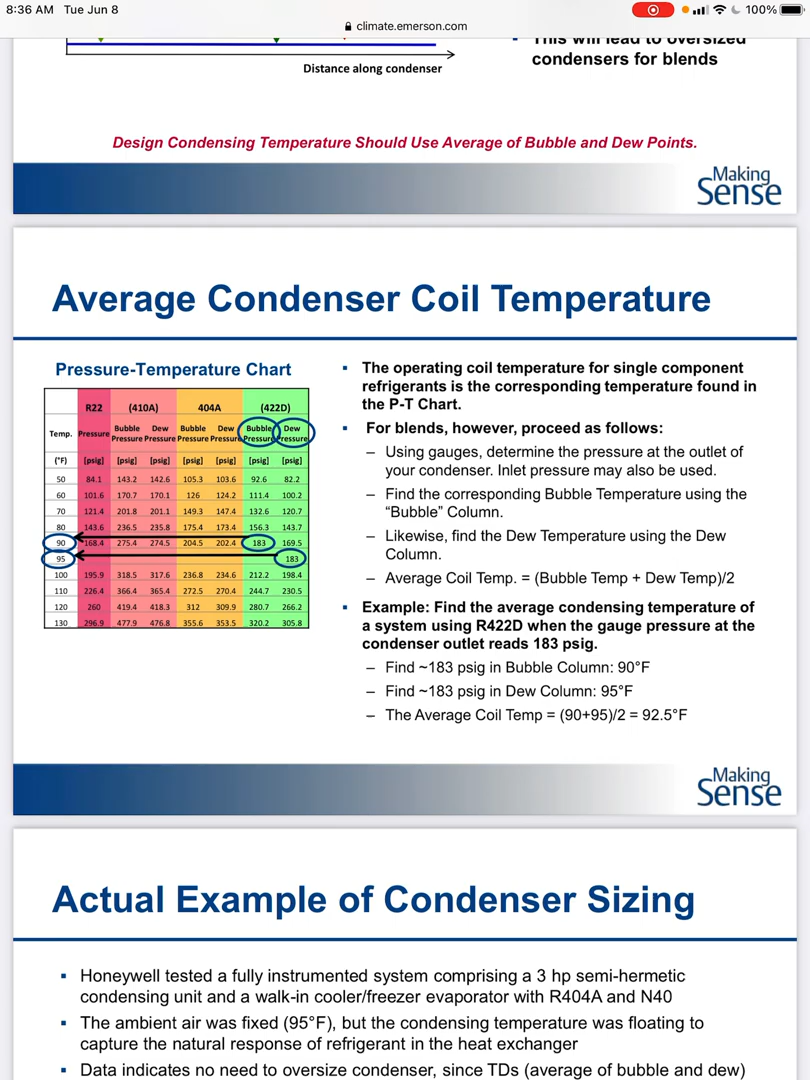 8:36 AM Tue Jun 8
100%
climate.emerson.com
This will lead to oversized
condensers for blends
Distance along condenser
Design Condensing Temperature Should Use Average of Bubble and Dew Points.
Making
Sense
Average Condenser Coil Temperature
Pressure-Temperature Chart
R22 (410A) 404A (422D)
Temp. Pressure Bubble Pressure Dew Pressure Bubble Pressure Dew Pressure Bubble Pressure Dew Pressure
(°F) [psig] [psig] [psig] [psig] [psig] [psig] [psig]
50 84.1 143.2 142.6 105.3 103.6 92.6 82.2
60 101.6 170.7 170.1 126 124.2 111.4 100.2
70 121.4 201.8 201.1 149.3 147.4 132.6 120.7
80 143.6 236.5 235.8 175.4 173.4 156.3 143.7
90 168.4 275.4 274.5 204.5 202.4 183 169.5
95 183
100 195.9 318.5 317.6 236.8 234.6 212.2 198.4
110 226.4 366.4 365.4 272.5 270.4 244.7 230.5
120 260 419.4 418.3 312 309.9 280.7 266.2
130 296.9 477.9 476.8 355.6 353.5 320.2 305.8
▪ The operating coil temperature for single component
refrigerants is the corresponding temperature found in
the P-T Chart.
▪ For blends, however, proceed as follows:
– Using gauges, determine the pressure at the outlet of
your condenser. Inlet pressure may also be used.
– Find the corresponding Bubble Temperature using the
“Bubble” Column.
– Likewise, find the Dew Temperature using the Dew
Column.
– Average Coil Temp. = (Bubble Temp + Dew Temp)/2
▪ Example: Find the average condensing temperature of
a system using R422D when the gauge pressure at the
condenser outlet reads 183 psig.
– Find ~183 psig in Bubble Column: 90°F
– Find ~183 psig in Dew Column: 95°F
– The Average Coil Temp = (90+95)/2 = 92.5°F
Making
Sense
Actual Example of Condenser Sizing
▪ Honeywell tested a fully instrumented system comprising a 3 hp semi-hermetic
condensing unit and a walk-in cooler/freezer evaporator with R404A and N40
▪ The ambient air was fixed (95°F), but the condensing temperature was floating to
capture the natural response of refrigerant in the heat exchanger
▪ Data indicates no need to oversize condenser, since TDs (average of bubble and dew)